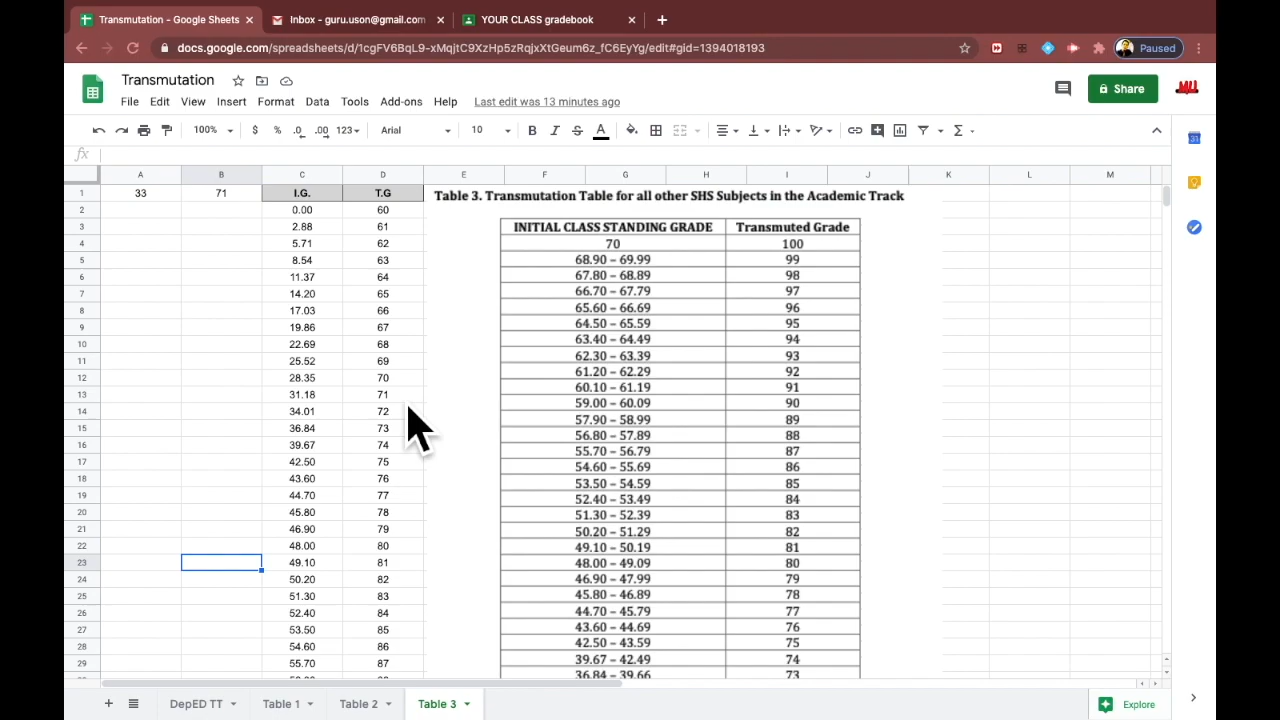 Transmutation - Google Sheets
Inbox - guru.uson@gmail.com
YOUR CLASS gradebook
docs.google.com/spreadsheets/d/1cgFV6BqL9-xMqjtC9XzHp5zRqjxXtGeum6z_fC6EyYg/edit#gid=1394018193
Paused
Transmutation
File Edit View Insert Format Data Tools Add-ons Help Last edit was 13 minutes ago
Share
100% $ % .0 .00 123 Arial 10 B I S A
fx
A B C D E F G H I J K L M
1 33 71 I.G. T.G
2 0.00 60
3 2.88 61
4 5.71 62
5 8.54 63
6 11.37 64
7 14.20 65
8 17.03 66
9 19.86 67
10 22.69 68
11 25.52 69
12 28.35 70
13 31.18 71
14 34.01 72
15 36.84 73
16 39.67 74
17 42.50 75
18 43.60 76
19 44.70 77
20 45.80 78
21 46.90 79
22 48.00 80
23 49.10 81
24 50.20 82
25 51.30 83
26 52.40 84
27 53.50 85
28 54.60 86
29 55.70 87
Table 3. Transmutation Table for all other SHS Subjects in the Academic Track
INITIAL CLASS STANDING GRADE Transmuted Grade
70 100
68.90 – 69.99 99
67.80 – 68.89 98
66.70 – 67.79 97
65.60 – 66.69 96
64.50 – 65.59 95
63.40 – 64.49 94
62.30 – 63.39 93
61.20 – 62.29 92
60.10 – 61.19 91
59.00 – 60.09 90
57.90 – 58.99 89
56.80 – 57.89 88
55.70 – 56.79 87
54.60 – 55.69 86
53.50 – 54.59 85
52.40 – 53.49 84
51.30 – 52.39 83
50.20 – 51.29 82
49.10 – 50.19 81
48.00 – 49.09 80
46.90 – 47.99 79
45.80 – 46.89 78
44.70 – 45.79 77
43.60 – 44.69 76
42.50 – 43.59 75
39.67 – 42.49 74
36.84 – 39.66 73
DepED TT Table 1 Table 2 Table 3
Explore